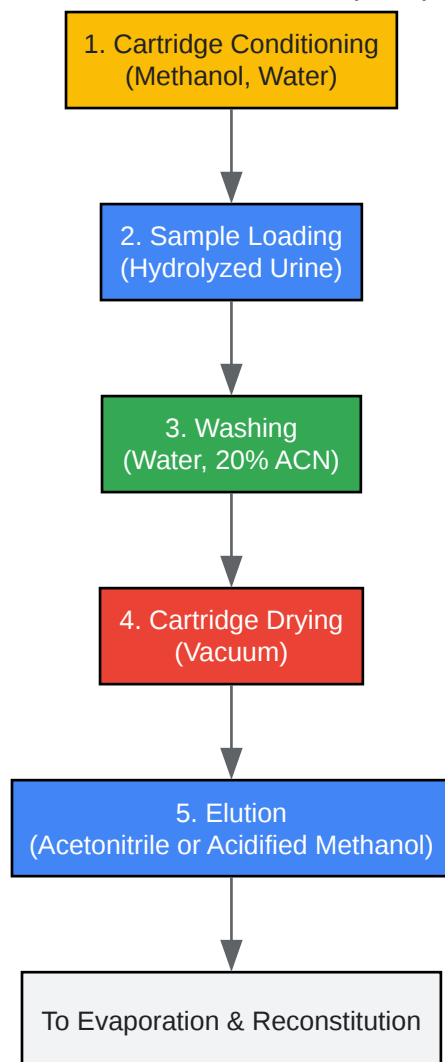 1. Cartridge Conditioning
(Methanol, Water)
2. Sample Loading
(Hydrolyzed Urine)
3. Washing
(Water, 20% ACN)
4. Cartridge Drying
(Vacuum)
5. Elution
(Acetonitrile or Acidified Methanol)
To Evaporation & Reconstitution